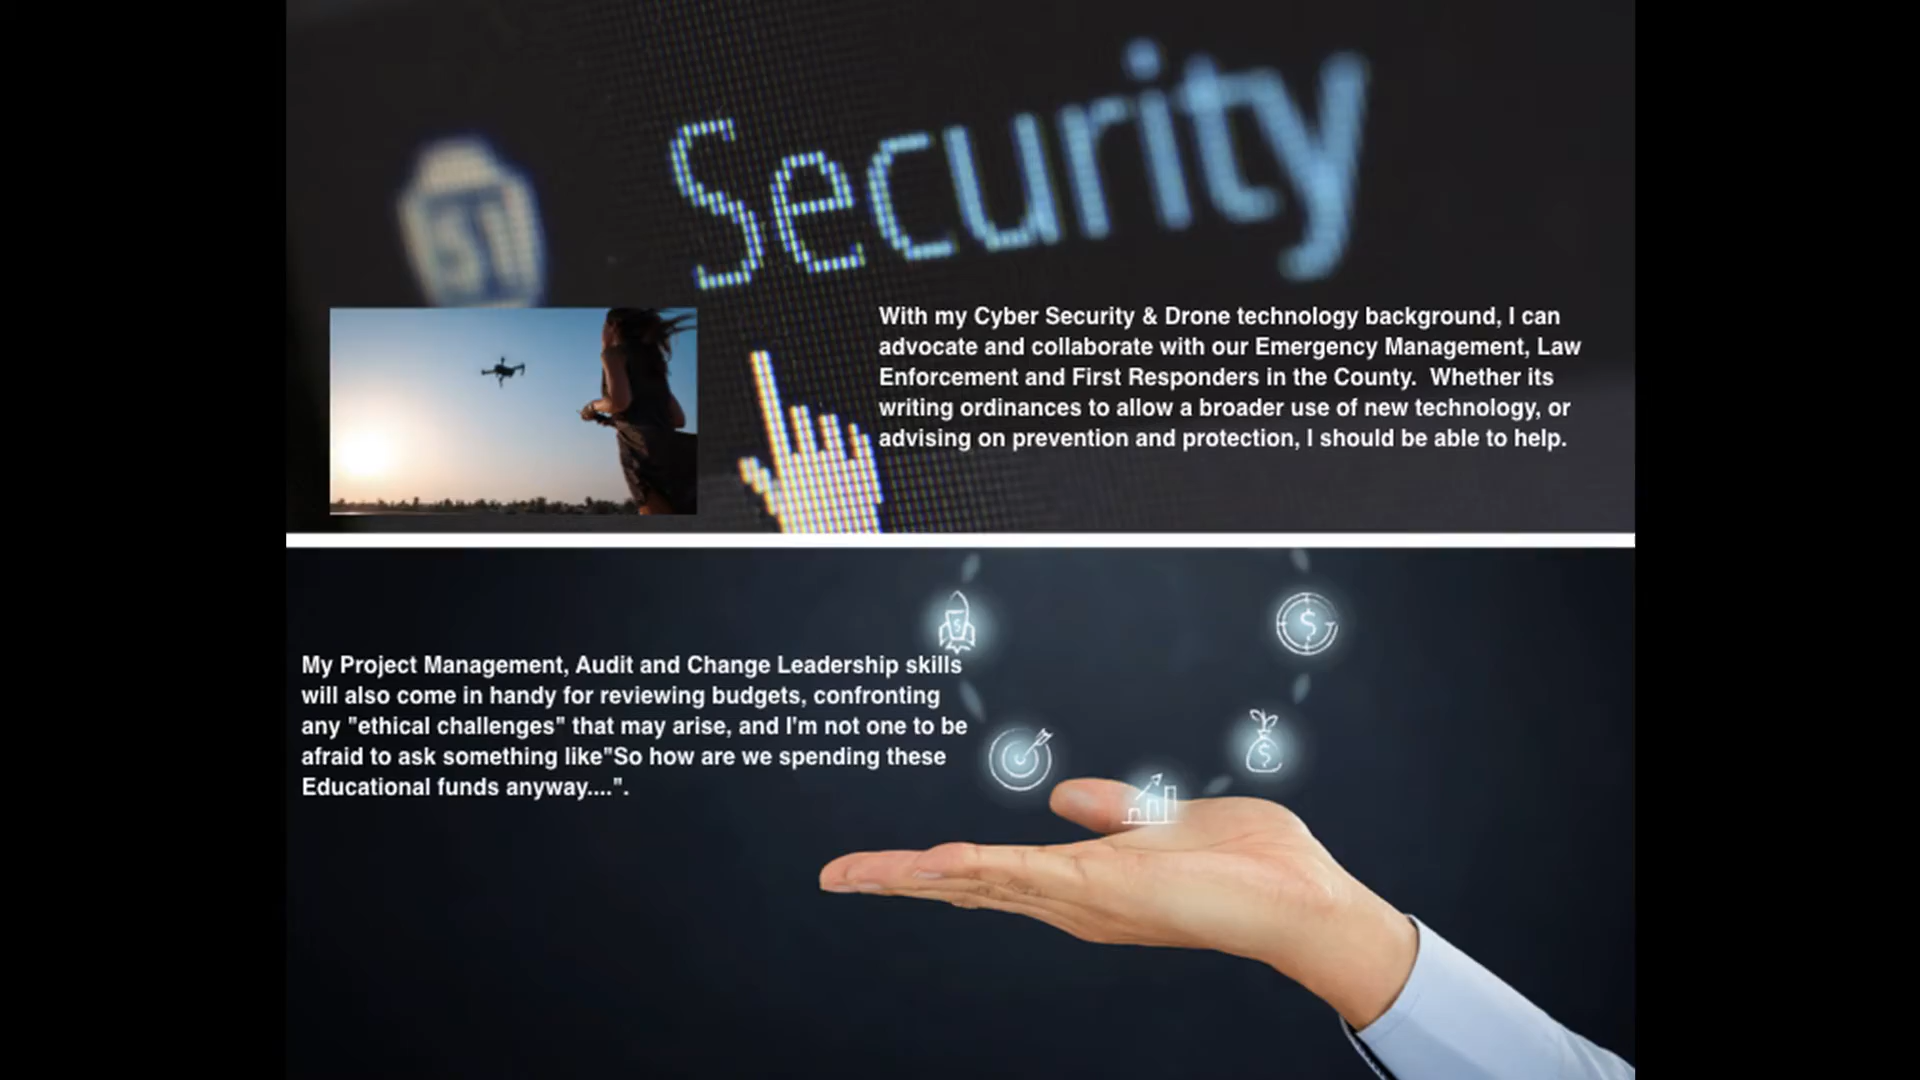 Security
With my Cyber Security & Drone technology background, I can
advocate and collaborate with our Emergency Management, Law
Enforcement and First Responders in the County.  Whether its
writing ordinances to allow a broader use of new technology, or
advising on prevention and protection, I should be able to help.
My Project Management, Audit and Change Leadership skills
will also come in handy for reviewing budgets, confronting
any "ethical challenges" that may arise, and I'm not one to be
afraid to ask something like"So how are we spending these
Educational funds anyway....".